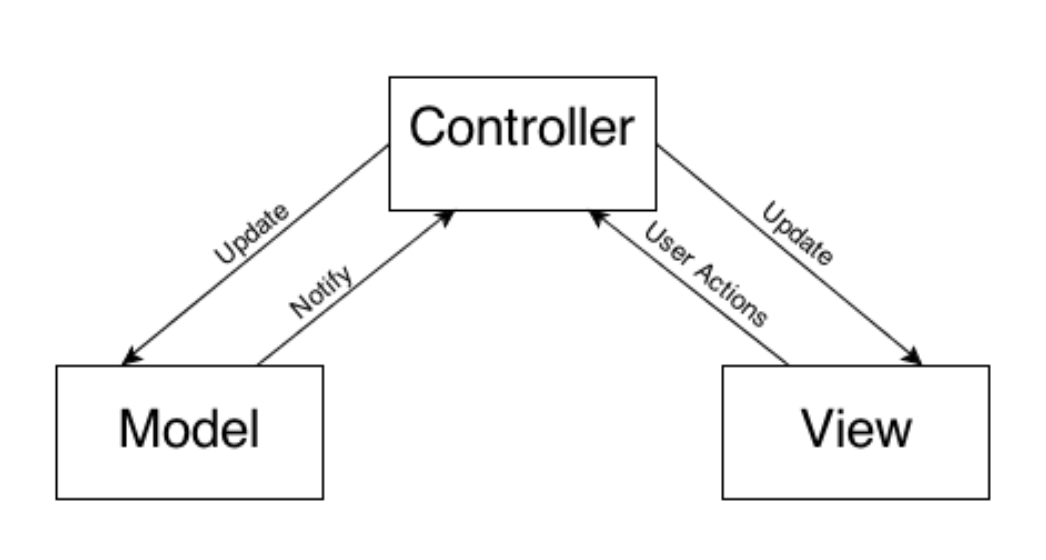 Controller
Update
Notify
User Actions
Update
Model
View